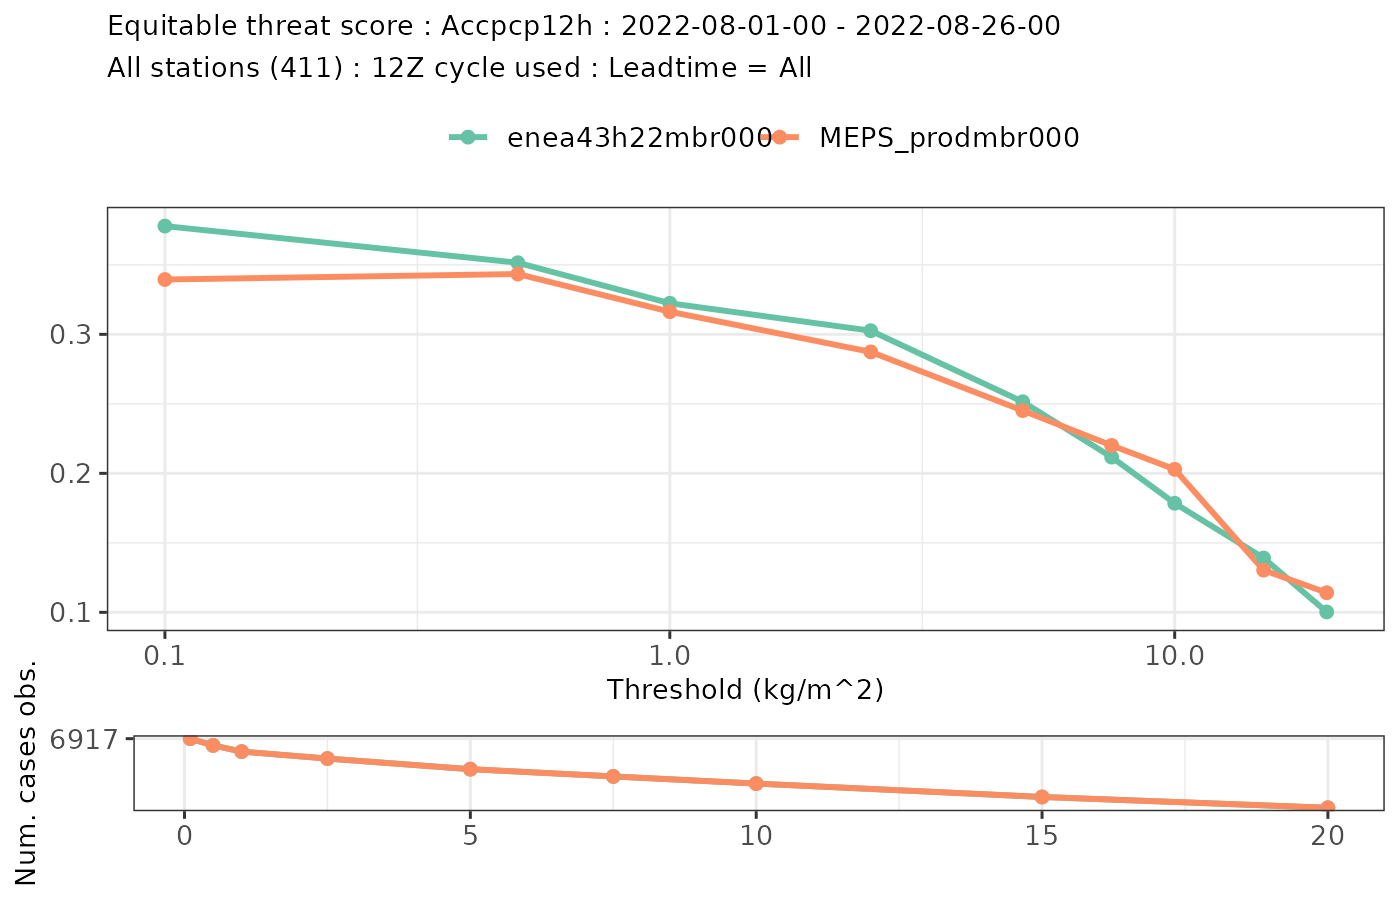 Equitable threat score : Accpcp12h : 2022-08-01-00 - 2022-08-26-00
All stations (411) : 12Z cycle used : Leadtime = All
enea43h22mbr000 MEPS_prodmbr000
0.3
0.2
0.1
0.1 1.0 10.0
Threshold (kg/m^2)
Num. cases obs.
6917
0 5 10 15 20